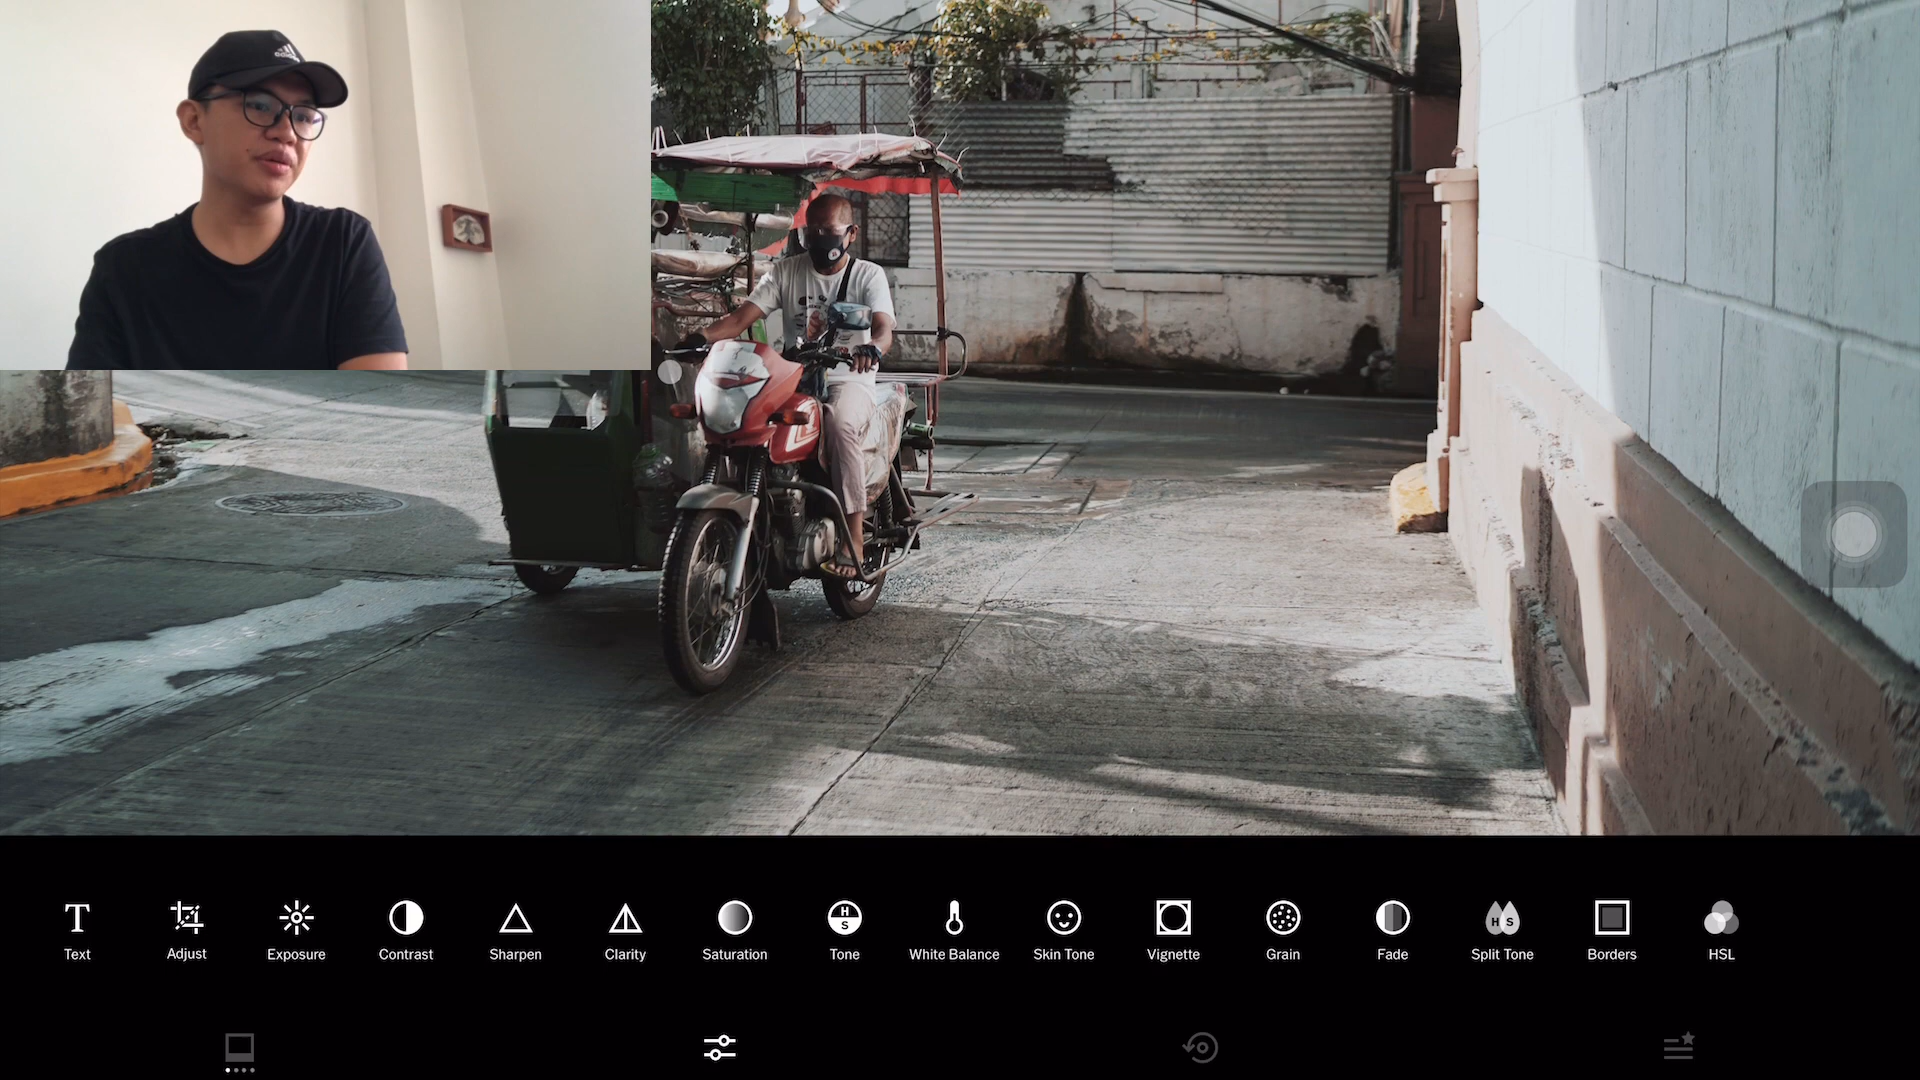 Text
Adjust
Exposure
Contrast
Sharpen
Clarity
Saturation
H
S
Tone
White Balance
Skin Tone
Vignette
Grain
Fade
H S
Split Tone
Borders
HSL